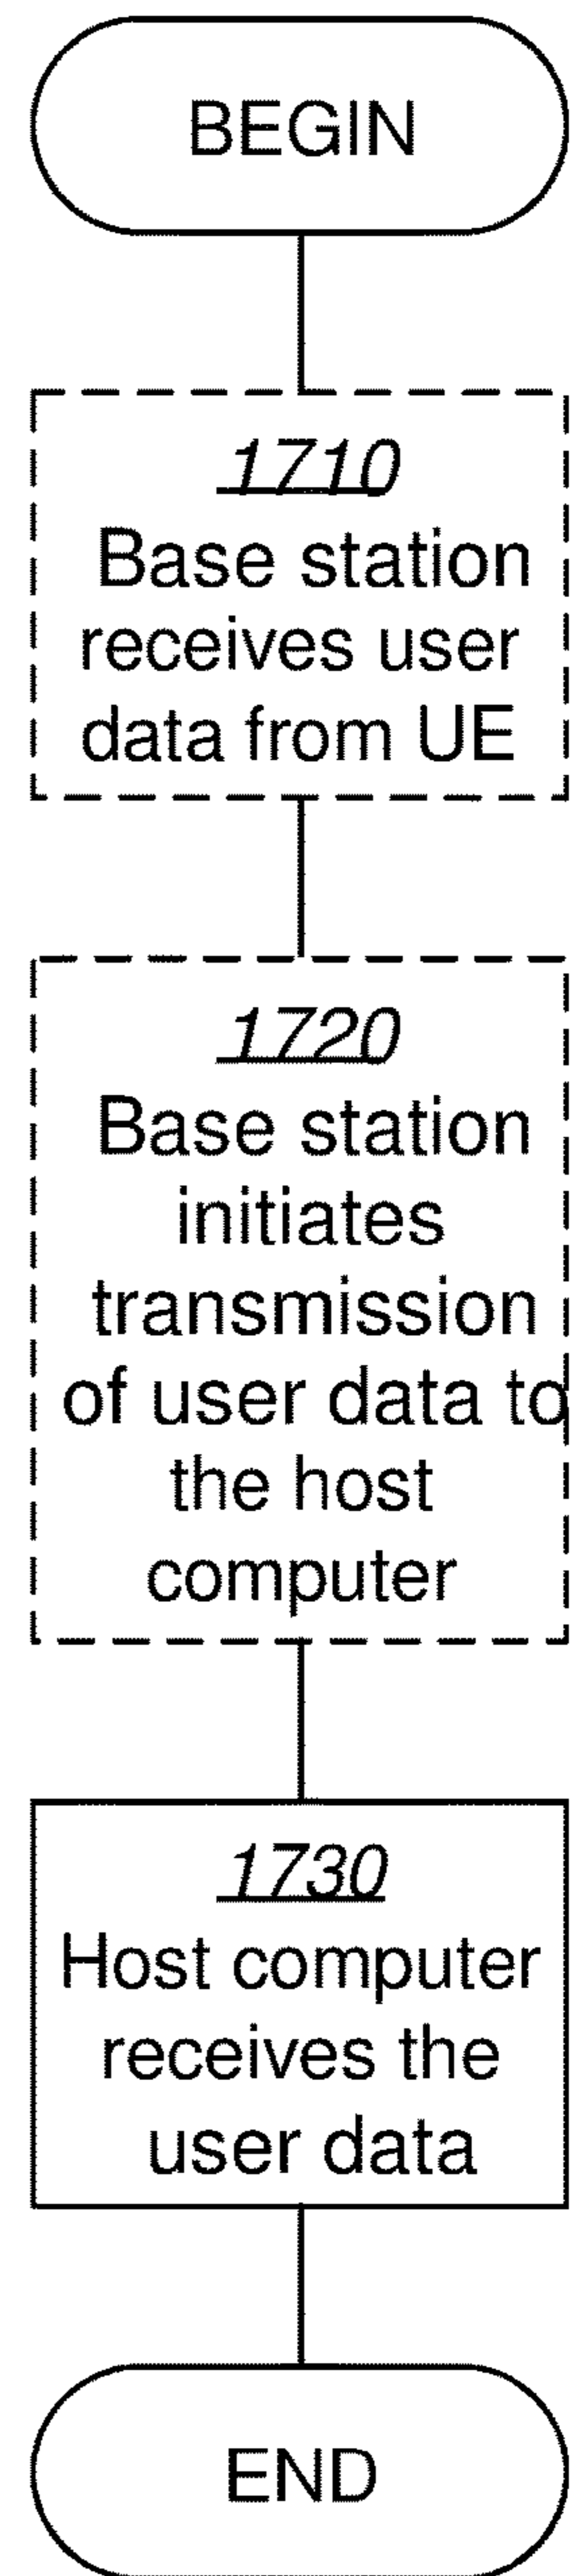 BEGIN
1710
Base station
receives user
data from UE
1720
Base station
initiates
transmission
of user data to
the host
computer
1730
Host computer
receives the
user data
END